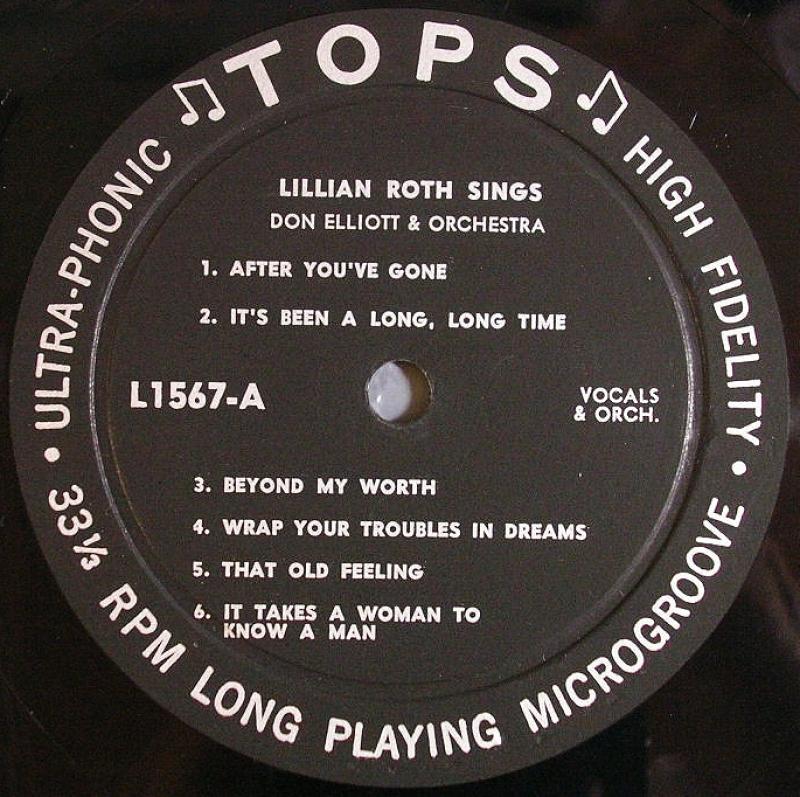 TOPS
ULTRA-PHONIC
HIGH FIDELITY
LILLIAN ROTH SINGS
DON ELLIOTT & ORCHESTRA
1. AFTER YOU'VE GONE
2. IT'S BEEN A LONG, LONG TIME
L1567-A
VOCALS
& ORCH.
3. BEYOND MY WORTH
4. WRAP YOUR TROUBLES IN DREAMS
5. THAT OLD FEELING
6. IT TAKES A WOMAN TO
KNOW A MAN
• 33⅓ RPM LONG PLAYING MICROGROOVE •